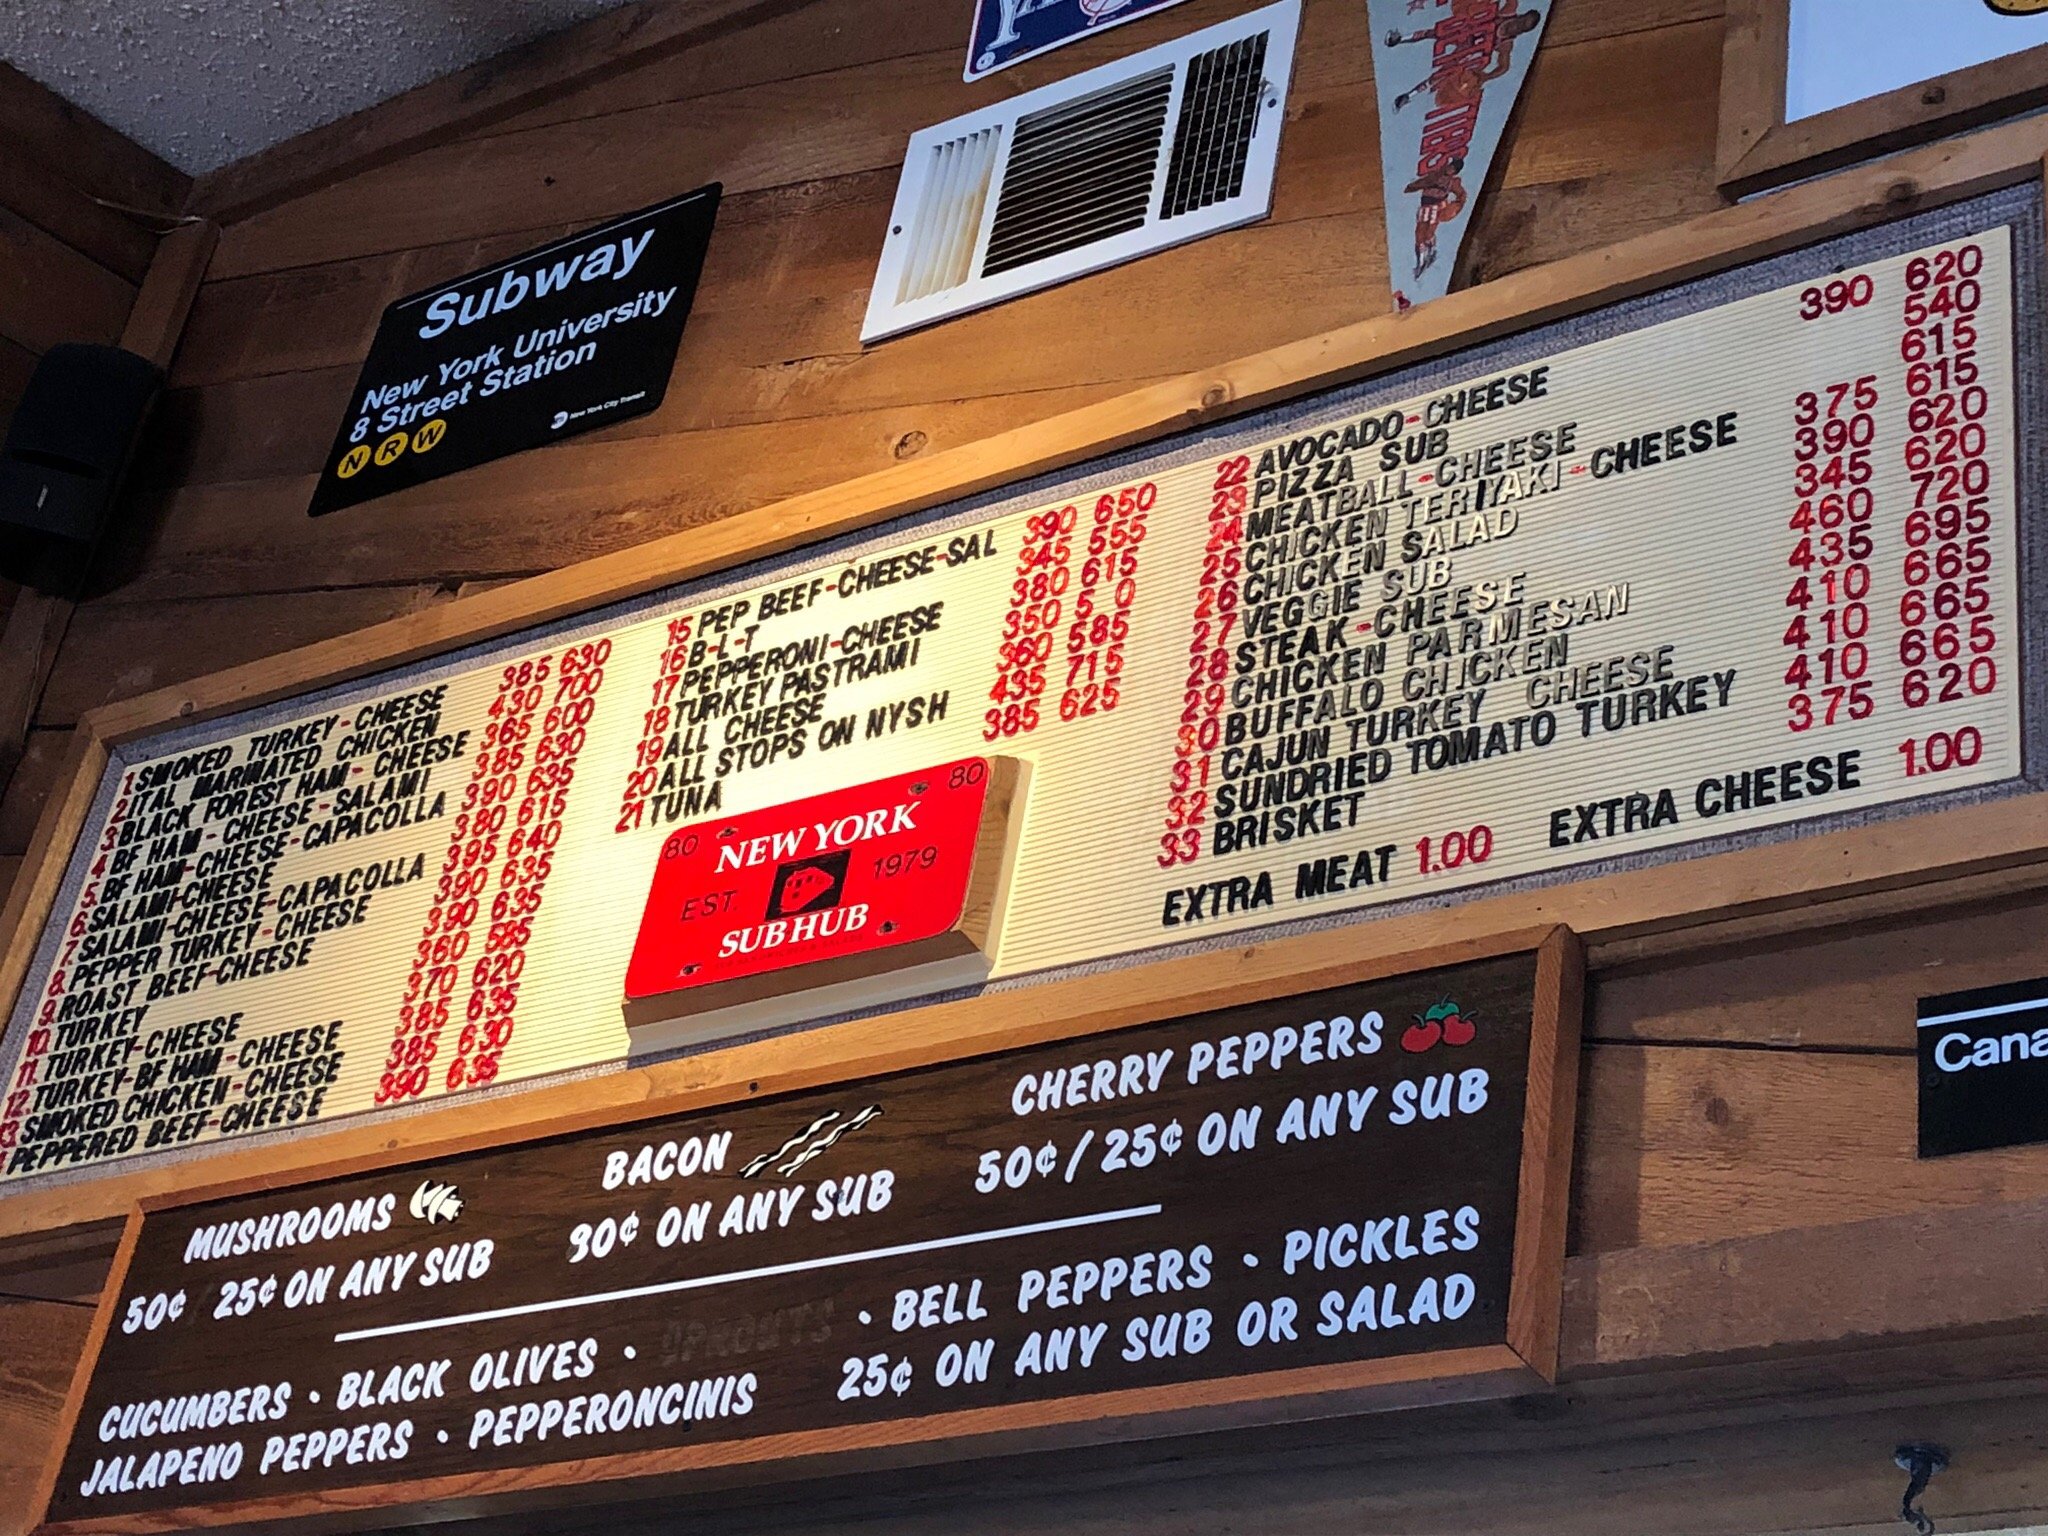 Subway
New York University
8 Street Station
N R W
New York City Transit
1 SMOKED TURKEY-CHEESE 385 630
2 ITAL MARINATED CHICKEN 430 700
3 BLACK FOREST HAM-CHEESE 365 600
4 BF HAM-CHEESE-SALAMI 385 630
5. BF HAM-CHEESE-CAPACOLLA 390 635
6. SALAMI-CHEESE 380 615
7. SALAMI-CHEESE-CAPACOLLA 395 640
8. PEPPER TURKEY-CHEESE 390 635
9. ROAST BEEF-CHEESE 390 635
10. TURKEY 360 585
11. TURKEY-CHEESE 370 620
12. TURKEY-BF HAM-CHEESE 385 635
SMOKED CHICKEN-CHEESE 385 630
PEPPERED BEEF-CHEESE 390 635
15 PEP BEEF-CHEESE-SAL 390 650
16 B-L-T 345 555
17 PEPPERONI-CHEESE 380 615
18 TURKEY PASTRAMI 350
19 ALL CHEESE 360 585
20 ALL STOPS ON NYSH 435 715
21 TUNA 385 625
80 NEW YORK 80
EST. 1979
SUBHUB
22 AVOCADO-CHEESE 390 620
23 PIZZA SUB 540
24 MEATBALL-CHEESE 615
25 CHICKEN TERIYAKI-CHEESE 375 615
26 CHICKEN SALAD 390 620
27 VEGGIE SUB 345 620
28 STEAK-CHEESE 460 720
29 CHICKEN PARMESAN 435 695
30 BUFFALO CHICKEN 410 665
31 CAJUN TURKEY CHEESE 410 665
32 SUNDRIED TOMATO TURKEY 410 665
33 BRISKET 375 620
EXTRA MEAT 1.00 EXTRA CHEESE 1.00
Cana
MUSHROOMS
50¢ 25¢ ON ANY SUB
BACON
90¢ ON ANY SUB
CHERRY PEPPERS
50¢/25¢ ON ANY SUB
CUCUMBERS • BLACK OLIVES • SPROUTS • BELL PEPPERS • PICKLES
JALAPENO PEPPERS • PEPPERONCINIS 25¢ ON ANY SUB OR SALAD